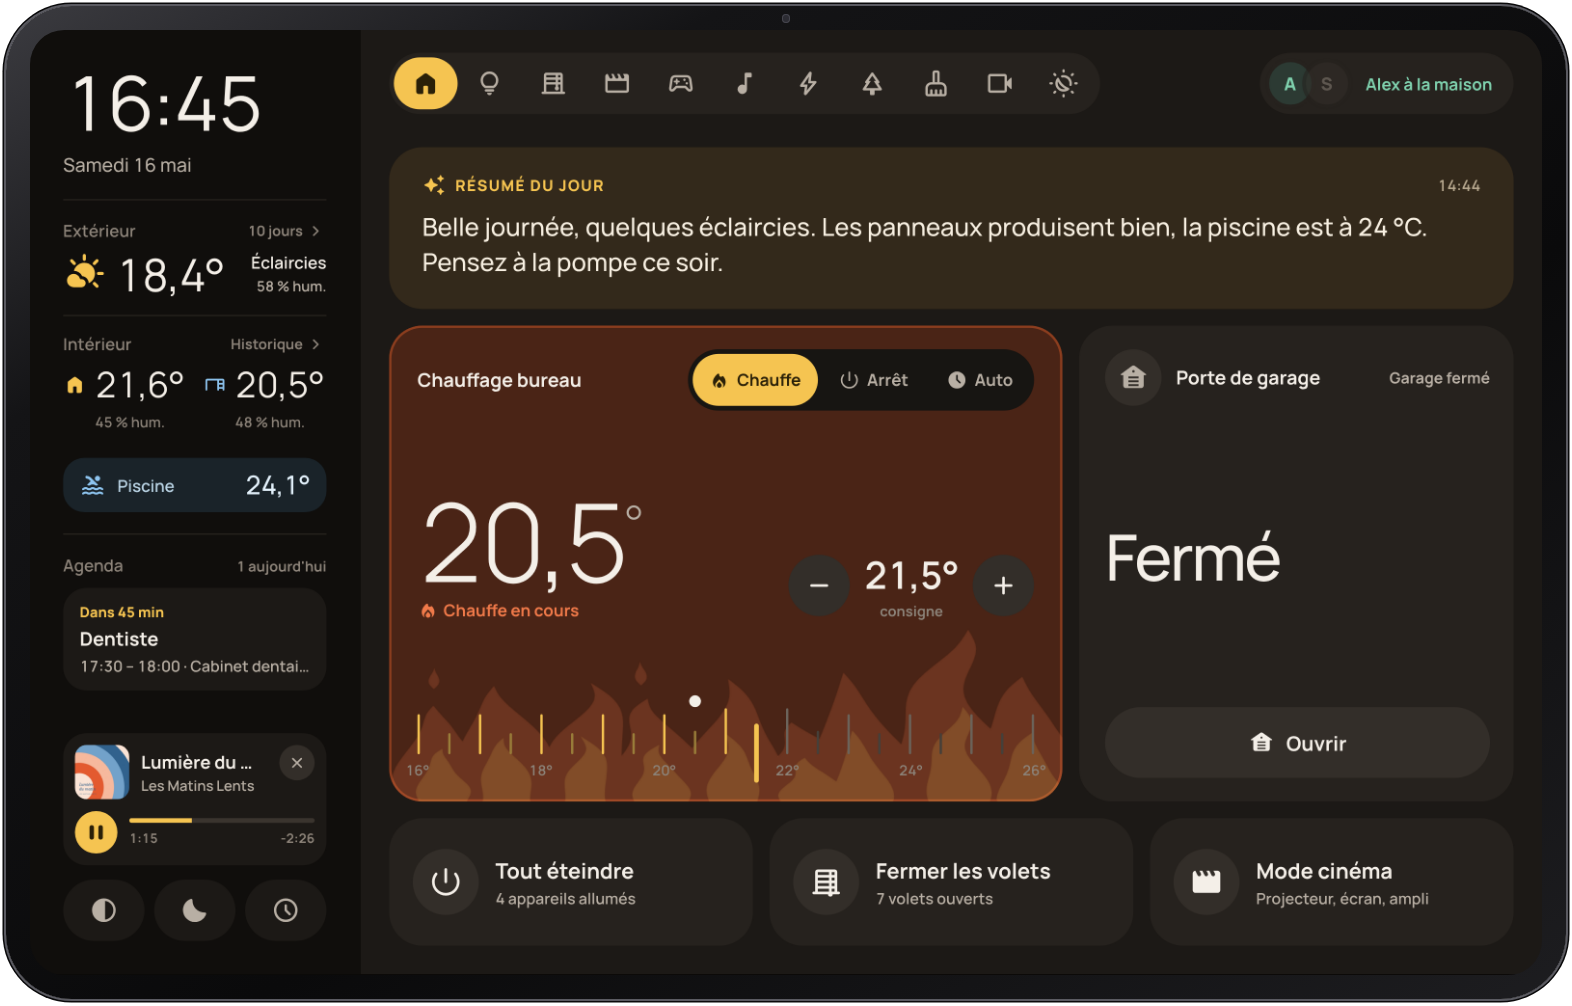 16:45
Samedi 16 mai
Extérieur
10 jours
18,4°
Éclaircies
58 % hum.
Intérieur
Historique
21,6°
20,5°
45 % hum.
48 % hum.
Piscine
24,1°
Agenda
1 aujourd'hui
Dans 45 min
Dentiste
17:30 – 18:00 · Cabinet dentai...
Lumière du ...
Les Matins Lents
1:15
-2:26
A
S
Alex à la maison
RÉSUMÉ DU JOUR
14:44
Belle journée, quelques éclaircies. Les panneaux produisent bien, la piscine est à 24 °C.
Pensez à la pompe ce soir.
Chauffage bureau
Chauffe
Arrêt
Auto
20,5°
Chauffe en cours
−
21,5°
+
consigne
16°
18°
20°
22°
24°
26°
Porte de garage
Garage fermé
Fermé
Ouvrir
Tout éteindre
4 appareils allumés
Fermer les volets
7 volets ouverts
Mode cinéma
Projecteur, écran, ampli